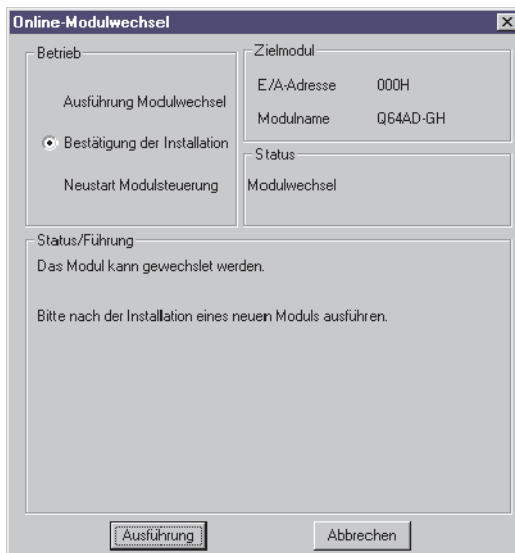 Online-Modulwechsel
Betrieb
Ausführung Modulwechsel
Bestätigung der Installation
Neustart Modulsteuerung
Zielmodul
E/A-Adresse 000H
Modulname Q64AD-GH
Status
Modulwechsel
Status/Führung
Das Modul kann gewechslet werden.
Bitte nach der Installation eines neuen Moduls ausführen.
Ausführung
Abbrechen